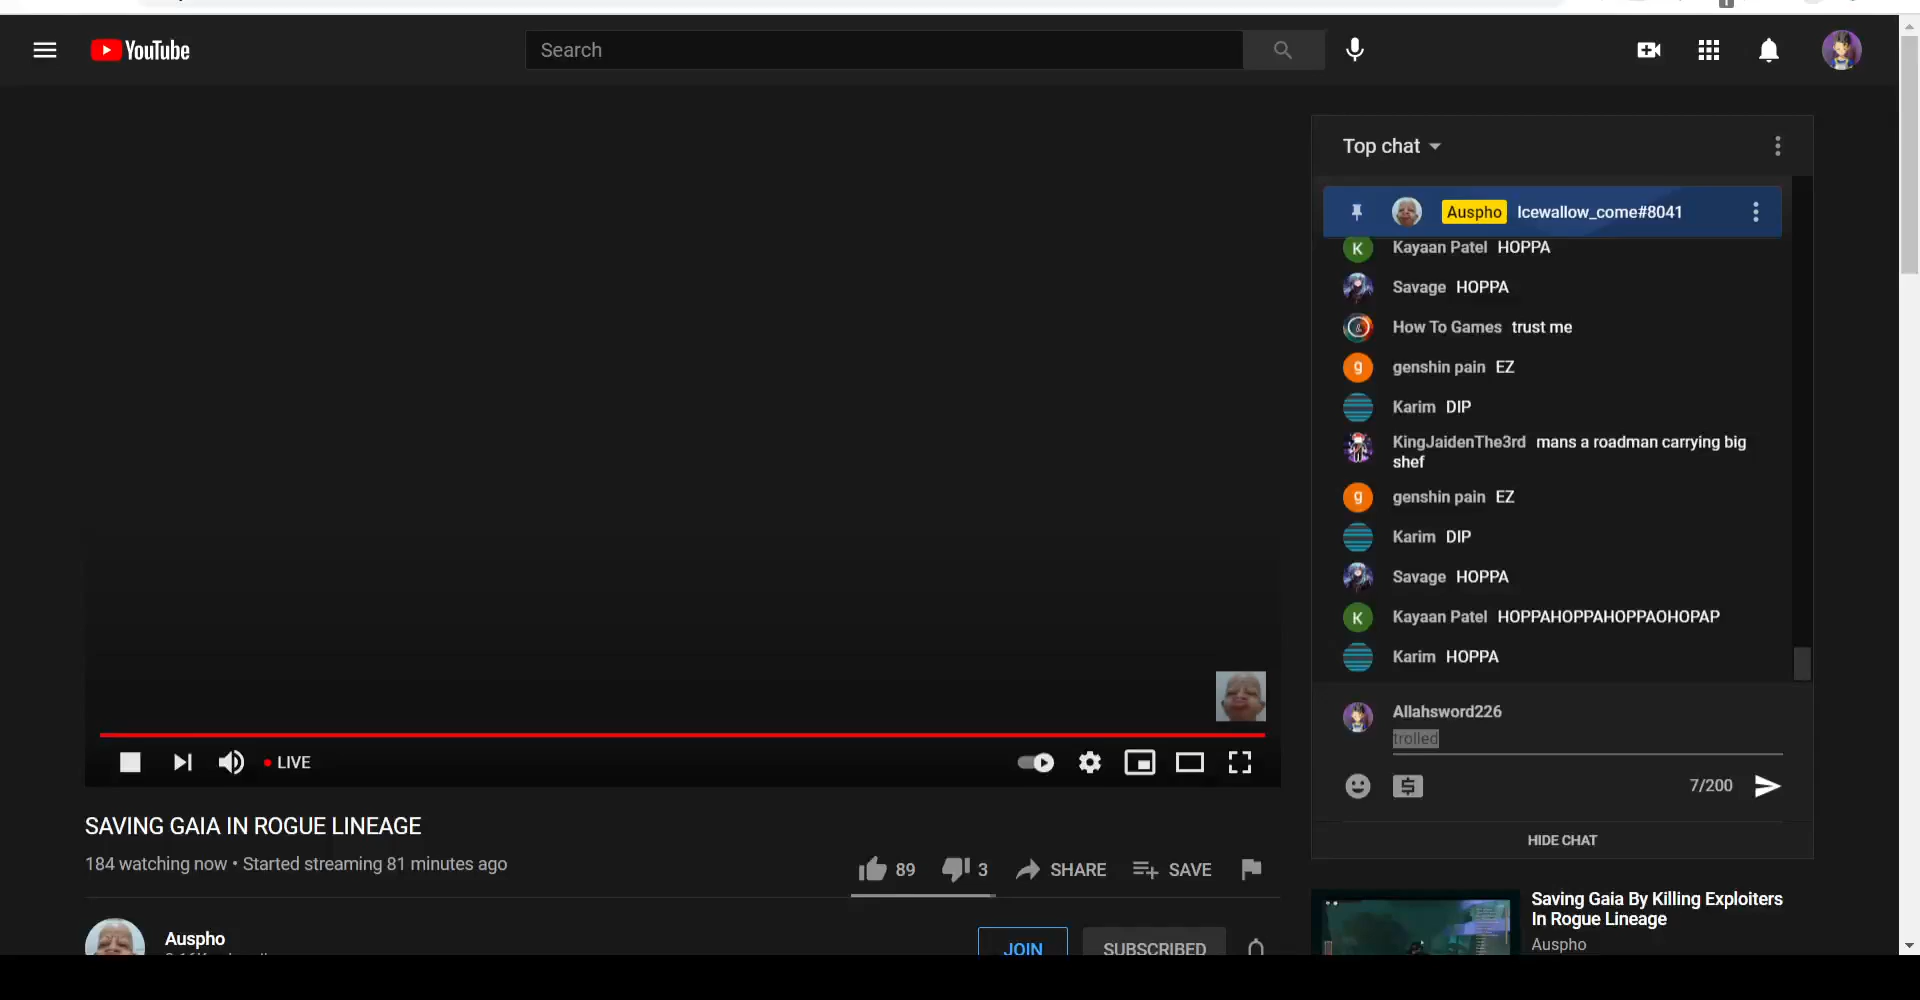 YouTube
Search
Top chat
Auspho Icewallow_come#8041
Kayaan Patel HOPPA
Savage HOPPA
How To Games trust me
genshin pain EZ
Karim DIP
KingJaidenThe3rd mans a roadman carrying big
shef
genshin pain EZ
Karim DIP
Savage HOPPA
Kayaan Patel HOPPAHOPPAHOPPAOHOPAP
Karim HOPPA
Allahsword226
trolled
7/200
HIDE CHAT
LIVE
SAVING GAIA IN ROGUE LINEAGE
184 watching now • Started streaming 81 minutes ago
89 3 SHARE SAVE
Auspho
JOIN SUBSCRIBED
Saving Gaia By Killing Exploiters
In Rogue Lineage
Auspho